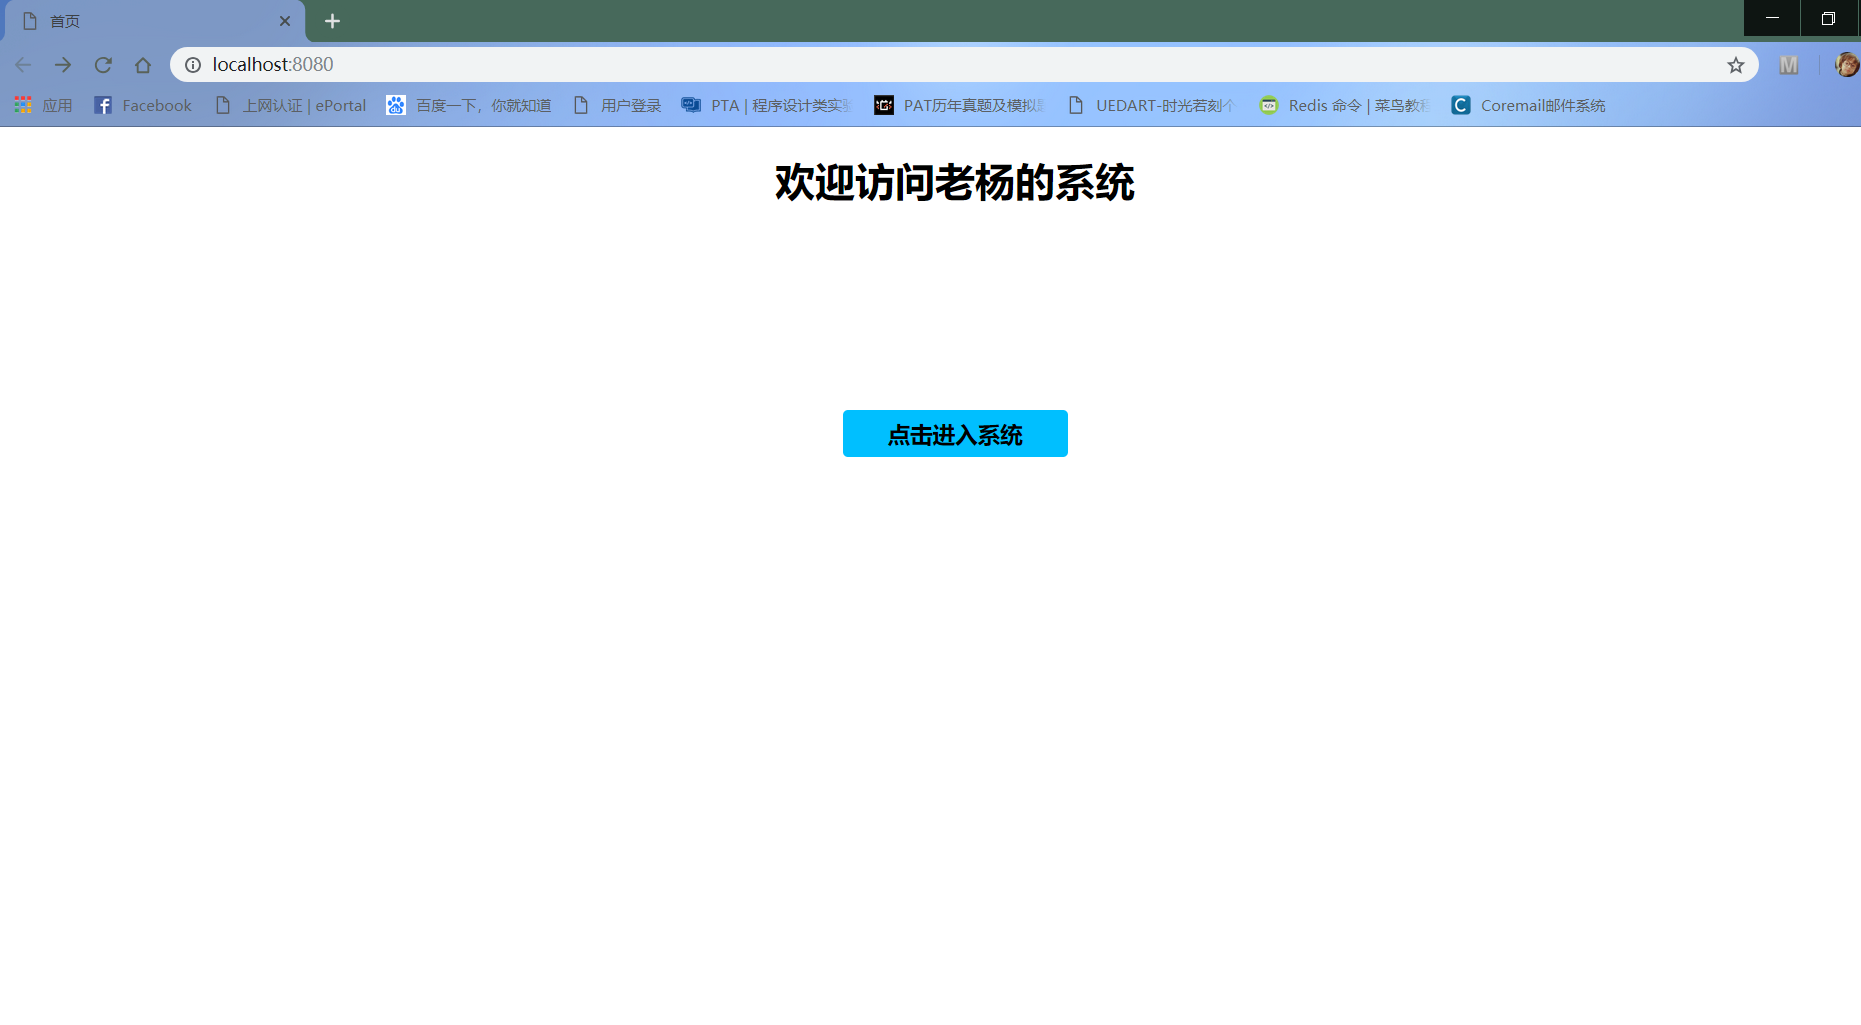 首页
localhost:8080
应用 Facebook 上网认证 | ePortal 百度一下，你就知道 用户登录 PTA | 程序设计类实验 PAT历年真题及模拟题 UEDART-时光若刻个 Redis 命令 | 菜鸟教程 Coremail邮件系统
欢迎访问老杨的系统
点击进入系统